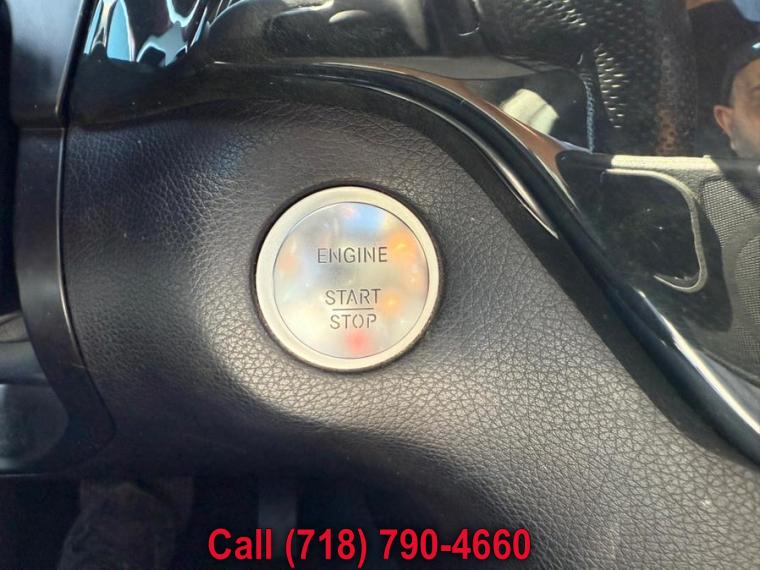 ENGINE
START
STOP
Call (718) 790-4660